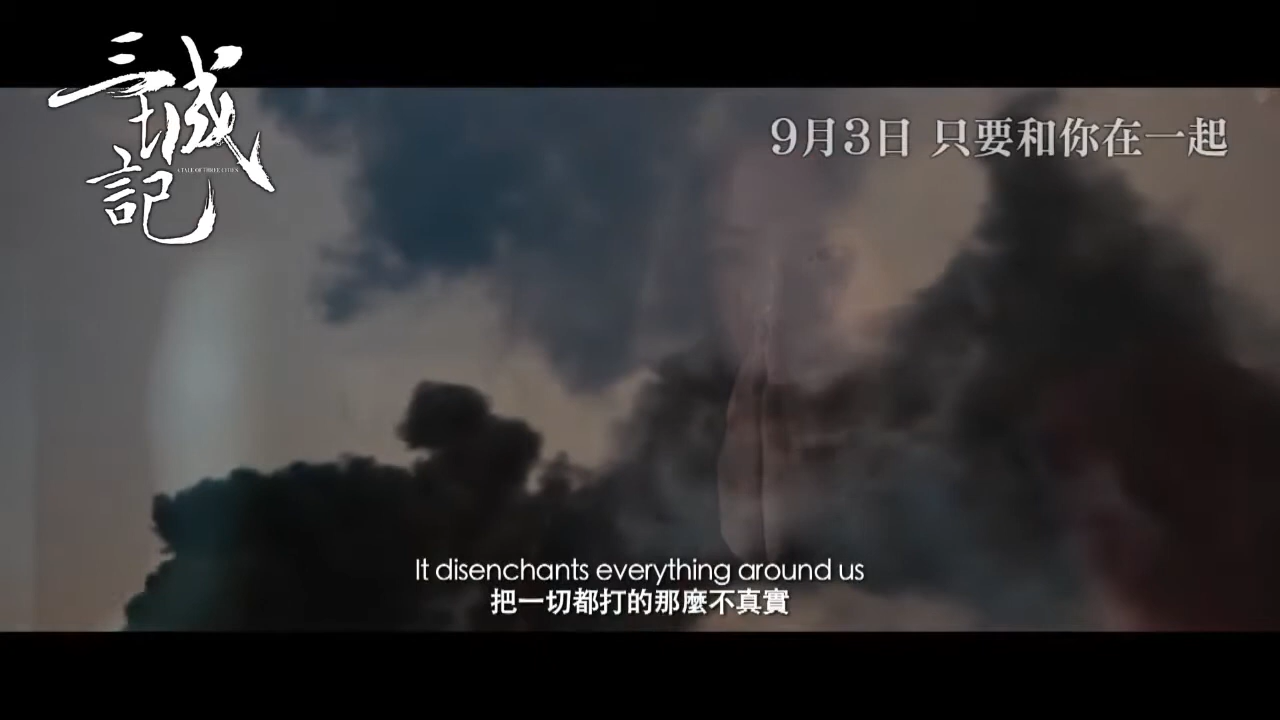 三城記
A TALE OF THREE CITIES
9月3日 只要和你在一起
It disenchants everything around us
把一切都打的那麼不真實